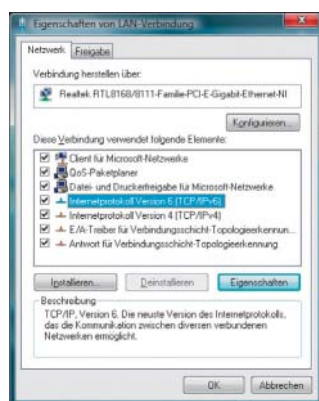 Eigenschaften von LAN-Verbindung
Netzwerk Freigabe
Verbindung herstellen über:
Realtek RTL8168/8111-Familie-PCI-E-Gigabit-Ethernet-NI
Konfigurieren...
Diese Verbindung verwendet folgende Elemente:
Client für Microsoft-Netzwerke
QoS-Paketplaner
Datei- und Druckerfreigabe für Microsoft-Netzwerke
Internetprotokoll Version 6 (TCP/IPv6)
Internetprotokoll Version 4 (TCP/IPv4)
E/A-Treiber für Verbindungsschicht-Topologieerkennun...
Antwort für Verbindungsschicht-Topologieerkennung
Installieren... Deinstallieren Eigenschaften
Beschreibung
TCP/IP, Version 6. Die neuste Version des Internetprotokolls,
das die Kommunikation zwischen diversen verbundenen
Netzwerken ermöglicht.
OK Abbrechen